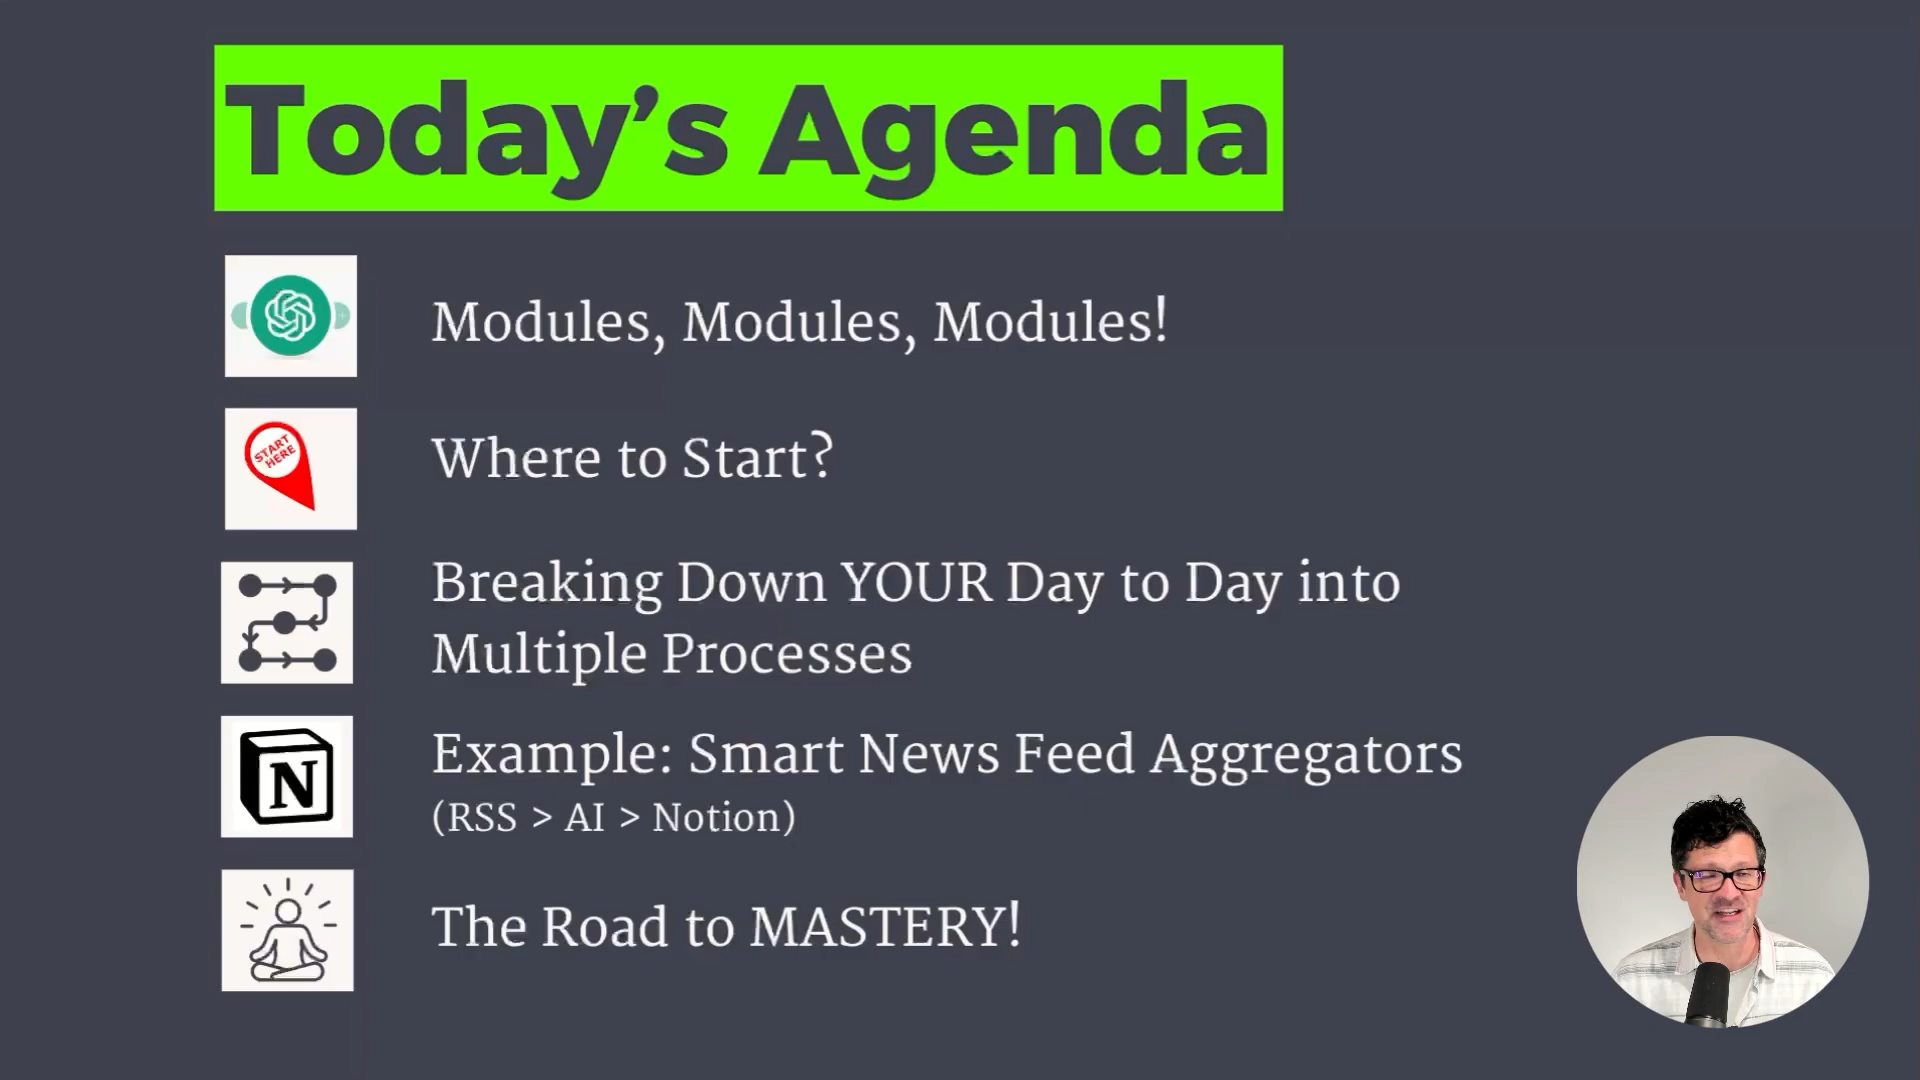 Today’s Agenda
Modules, Modules, Modules!
START
HERE
Where to Start?
Breaking Down YOUR Day to Day into
Multiple Processes
N
Example: Smart News Feed Aggregators
(RSS > AI > Notion)
The Road to MASTERY!